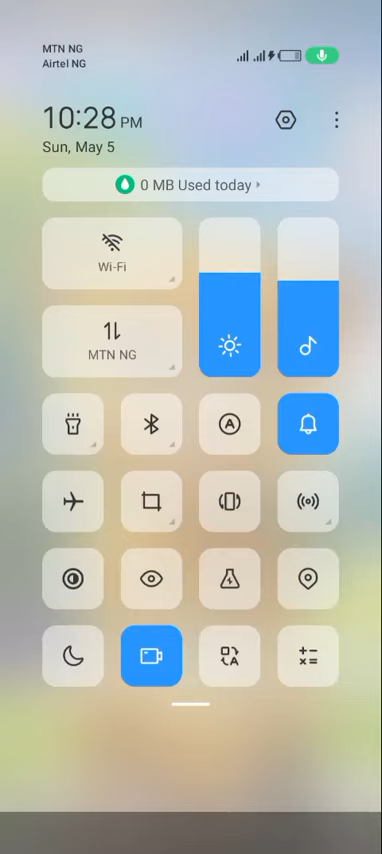 MTN NG
Airtel NG
10:28 PM
Sun, May 5
0 MB Used today
Wi-Fi
MTN NG